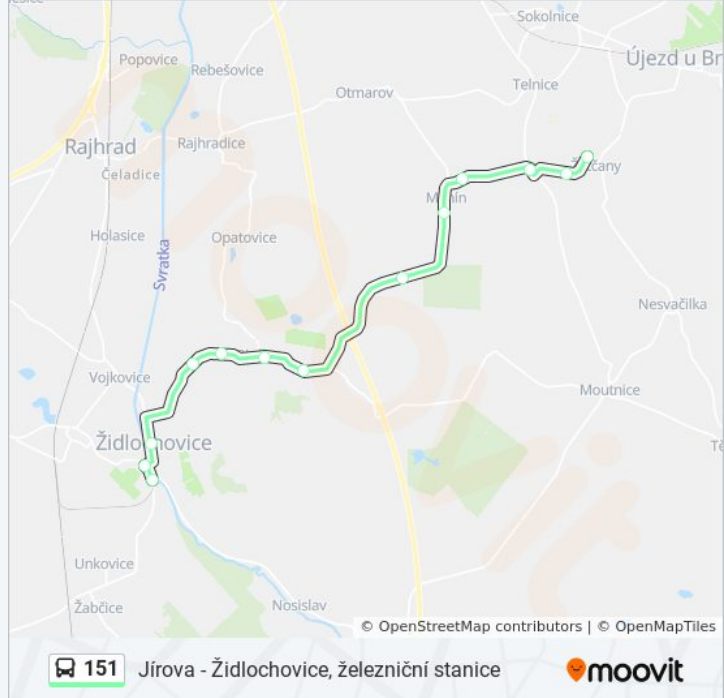 Sokolnice
Popovice
Rebešovice
Újezd u Br
Telnice
Otmarov
Rajhrad
Rajhradice
Čeladice
Holasice
Opatovice
Svratka
Nesvačilka
Vojkovice
Moutnice
Židlochovice
Tě
Unkovice
Žabčice
Nosislav
© OpenStreetMap contributors | © OpenMapTiles
151 Jírova - Židlochovice, železniční stanice moovit